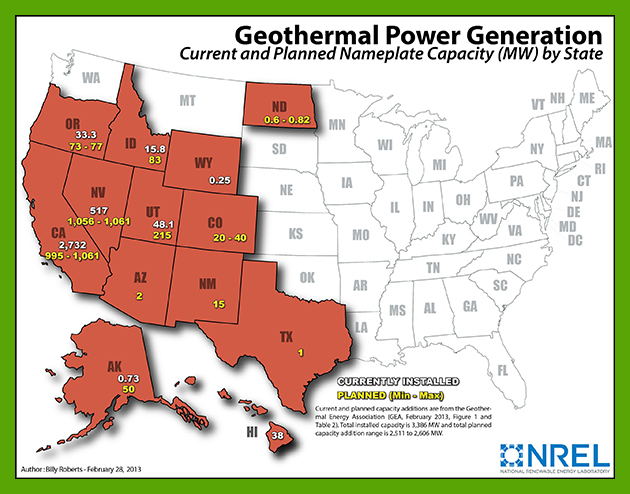 Geothermal Power Generation
Current and Planned Nameplate Capacity (MW) by State
WA
MT
ND
0.6 - 0.82
MN
VT
NH
ME
OR
33.3
73 - 77
ID
15.8
83
WY
0.25
SD
WI
MI
NY
MA
RI
CT
NJ
DE
MD
DC
NV
517
1,056 - 1,061
UT
48.1
215
CO
20 - 40
NE
IA
IL
IN
OH
PA
WV
VA
CA
2,732
995 - 1,061
KS
MO
KY
NC
TN
SC
AZ
2
NM
15
OK
AR
MS
AL
GA
LA
TX
1
FL
AK
0.73
50
HI
38
CURRENTLY INSTALLED
PLANNED (Min - Max)
Current and planned capacity additions are from the Geother-
mal Energy Association (GEA, February 2013, Figure 1 and
Table 2). Total installed capacity is 3,386 MW and total planned
capacity addition range is 2,511 to 2,606 MW.
NREL
NATIONAL RENEWABLE ENERGY LABORATORY
Author: Billy Roberts - February 28, 2013